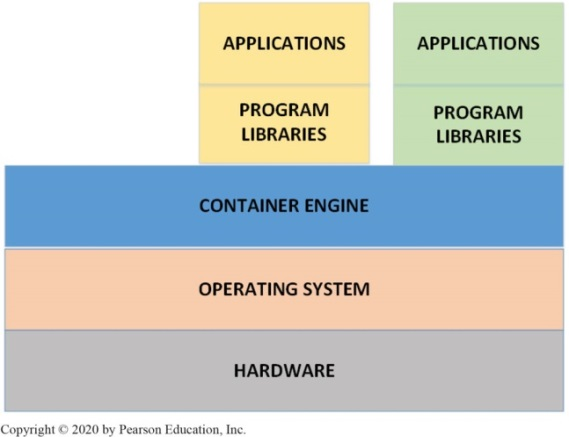 APPLICATIONS
APPLICATIONS
PROGRAM
LIBRARIES
PROGRAM
LIBRARIES
CONTAINER ENGINE
OPERATING SYSTEM
HARDWARE
Copyright © 2020 by Pearson Education, Inc.